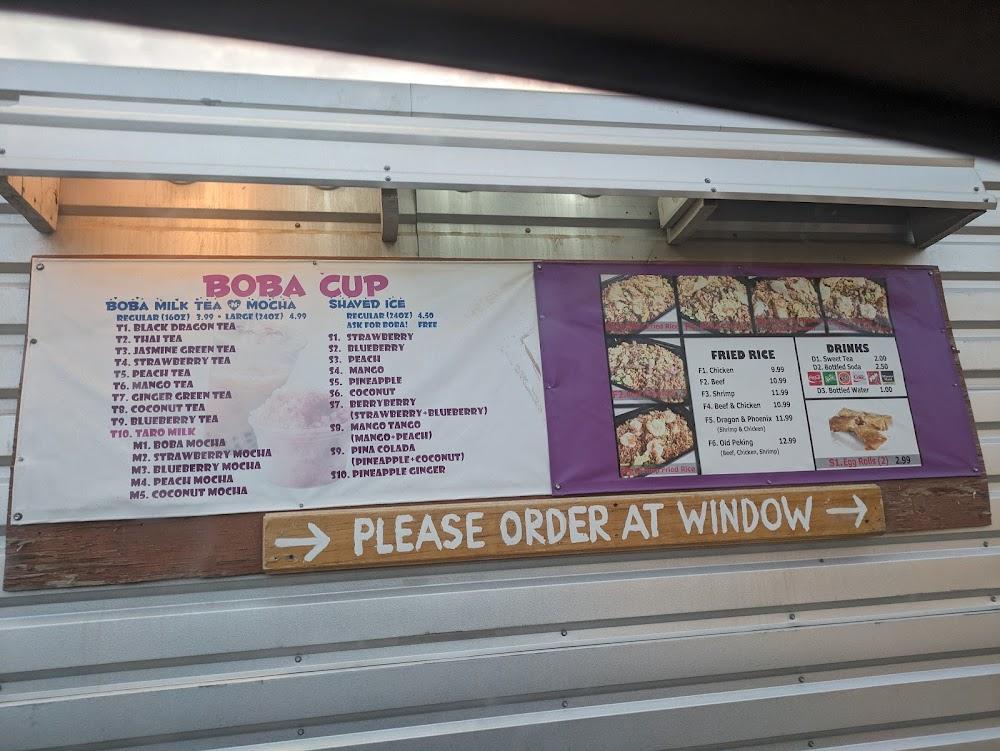 BOBA CUP
BOBA MILK TEA MOCHA
REGULAR (16OZ) 3.99 • LARGE (24OZ) 4.99
T1. BLACK DRAGON TEA
T2. THAI TEA
T3. JASMINE GREEN TEA
T4. STRAWBERRY TEA
T5. PEACH TEA
T6. MANGO TEA
T7. GINGER GREEN TEA
T8. COCONUT TEA
T9. BLUEBERRY TEA
T10. TARO MILK
M1. BOBA MOCHA
M2. STRAWBERRY MOCHA
M3. BLUEBERRY MOCHA
M4. PEACH MOCHA
M5. COCONUT MOCHA
SHAVED ICE
REGULAR (24OZ) 4.50
ASK FOR BOBA! FREE
S1. STRAWBERRY
S2. BLUEBERRY
S3. PEACH
S4. MANGO
S5. PINEAPPLE
S6. COCONUT
S7. BERRYBERRY
(STRAWBERRY+BLUEBERRY)
S8. MANGO TANGO
(MANGO+PEACH)
S9. PINA COLADA
(PINEAPPLE+COCONUT)
S10. PINEAPPLE GINGER
Fried Rice
Fried Rice
FRIED RICE
F1. Chicken 9.99
F2. Beef 10.99
F3. Shrimp 11.99
F4. Beef & Chicken 10.99
F5. Dragon & Phoenix 11.99
(Shrimp & Chicken)
F6. Old Peking 12.99
(Beef, Chicken, Shrimp)
DRINKS
D1. Sweet Tea 2.00
D2. Bottled Soda 2.50
D3. Bottled Water 1.00
S1. Egg Rolls (2) 2.99
→ PLEASE ORDER AT WINDOW →